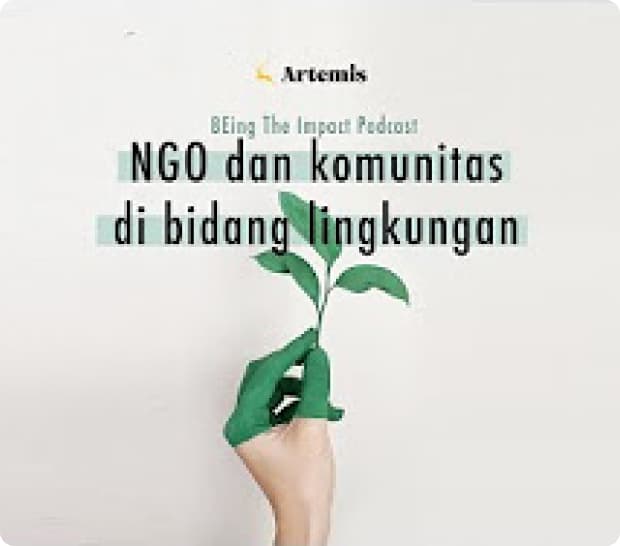 Artemis
BEing The Impact Podcast
NGO dan komunitas
di bidang lingkungan